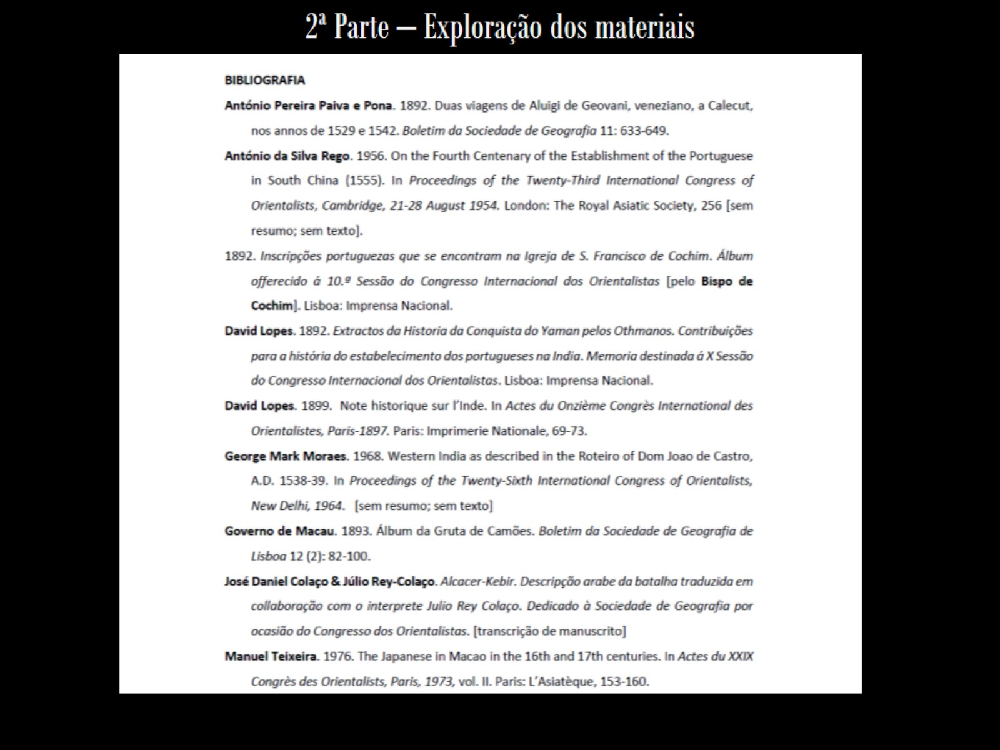 2ª Parte — Exploração dos materiais
BIBLIOGRAFIA
António Pereira Paiva e Pona. 1892. Duas viagens de Aluigi de Geovani, veneziano, a Calecut,
nos annos de 1529 e 1542. Boletim da Sociedade de Geografia 11: 633-649.
António da Silva Rego. 1956. On the Fourth Centenary of the Establishment of the Portuguese
in South China (1555). In Proceedings of the Twenty-Third International Congress of
Orientalists, Cambridge, 21-28 August 1954. London: The Royal Asiatic Society, 256 [sem
resumo; sem texto].
1892. Inscripções portuguezas que se encontram na Igreja de S. Francisco de Cochim. Álbum
offerecido á 10.ª Sessão do Congresso Internacional dos Orientalistas [pelo Bispo de
Cochim]. Lisboa: Imprensa Nacional.
David Lopes. 1892. Extractos da Historia da Conquista do Yaman pelos Othmanos. Contribuições
para a história do estabelecimento dos portugueses na India. Memoria destinada á X Sessão
do Congresso Internacional dos Orientalistas. Lisboa: Imprensa Nacional.
David Lopes. 1899. Note historique sur l'Inde. In Actes du Onzième Congrès International des
Orientalistes, Paris-1897. Paris: Imprimerie Nationale, 69-73.
George Mark Moraes. 1968. Western India as described in the Roteiro of Dom Joao de Castro,
A.D. 1538-39. In Proceedings of the Twenty-Sixth International Congress of Orientalists,
New Delhi, 1964. [sem resumo; sem texto]
Governo de Macau. 1893. Álbum da Gruta de Camões. Boletim da Sociedade de Geografia de
Lisboa 12 (2): 82-100.
José Daniel Colaço & Júlio Rey-Colaço. Alcacer-Kebir. Descripção arabe da batalha traduzida em
collaboração com o interprete Julio Rey Colaço. Dedicado à Sociedade de Geografia por
ocasião do Congresso dos Orientalistas. [transcrição de manuscrito]
Manuel Teixeira. 1976. The Japanese in Macao in the 16th and 17th centuries. In Actes du XXIX
Congrès des Orientalists, Paris, 1973, vol. II. Paris: L'Asiatèque, 153-160.